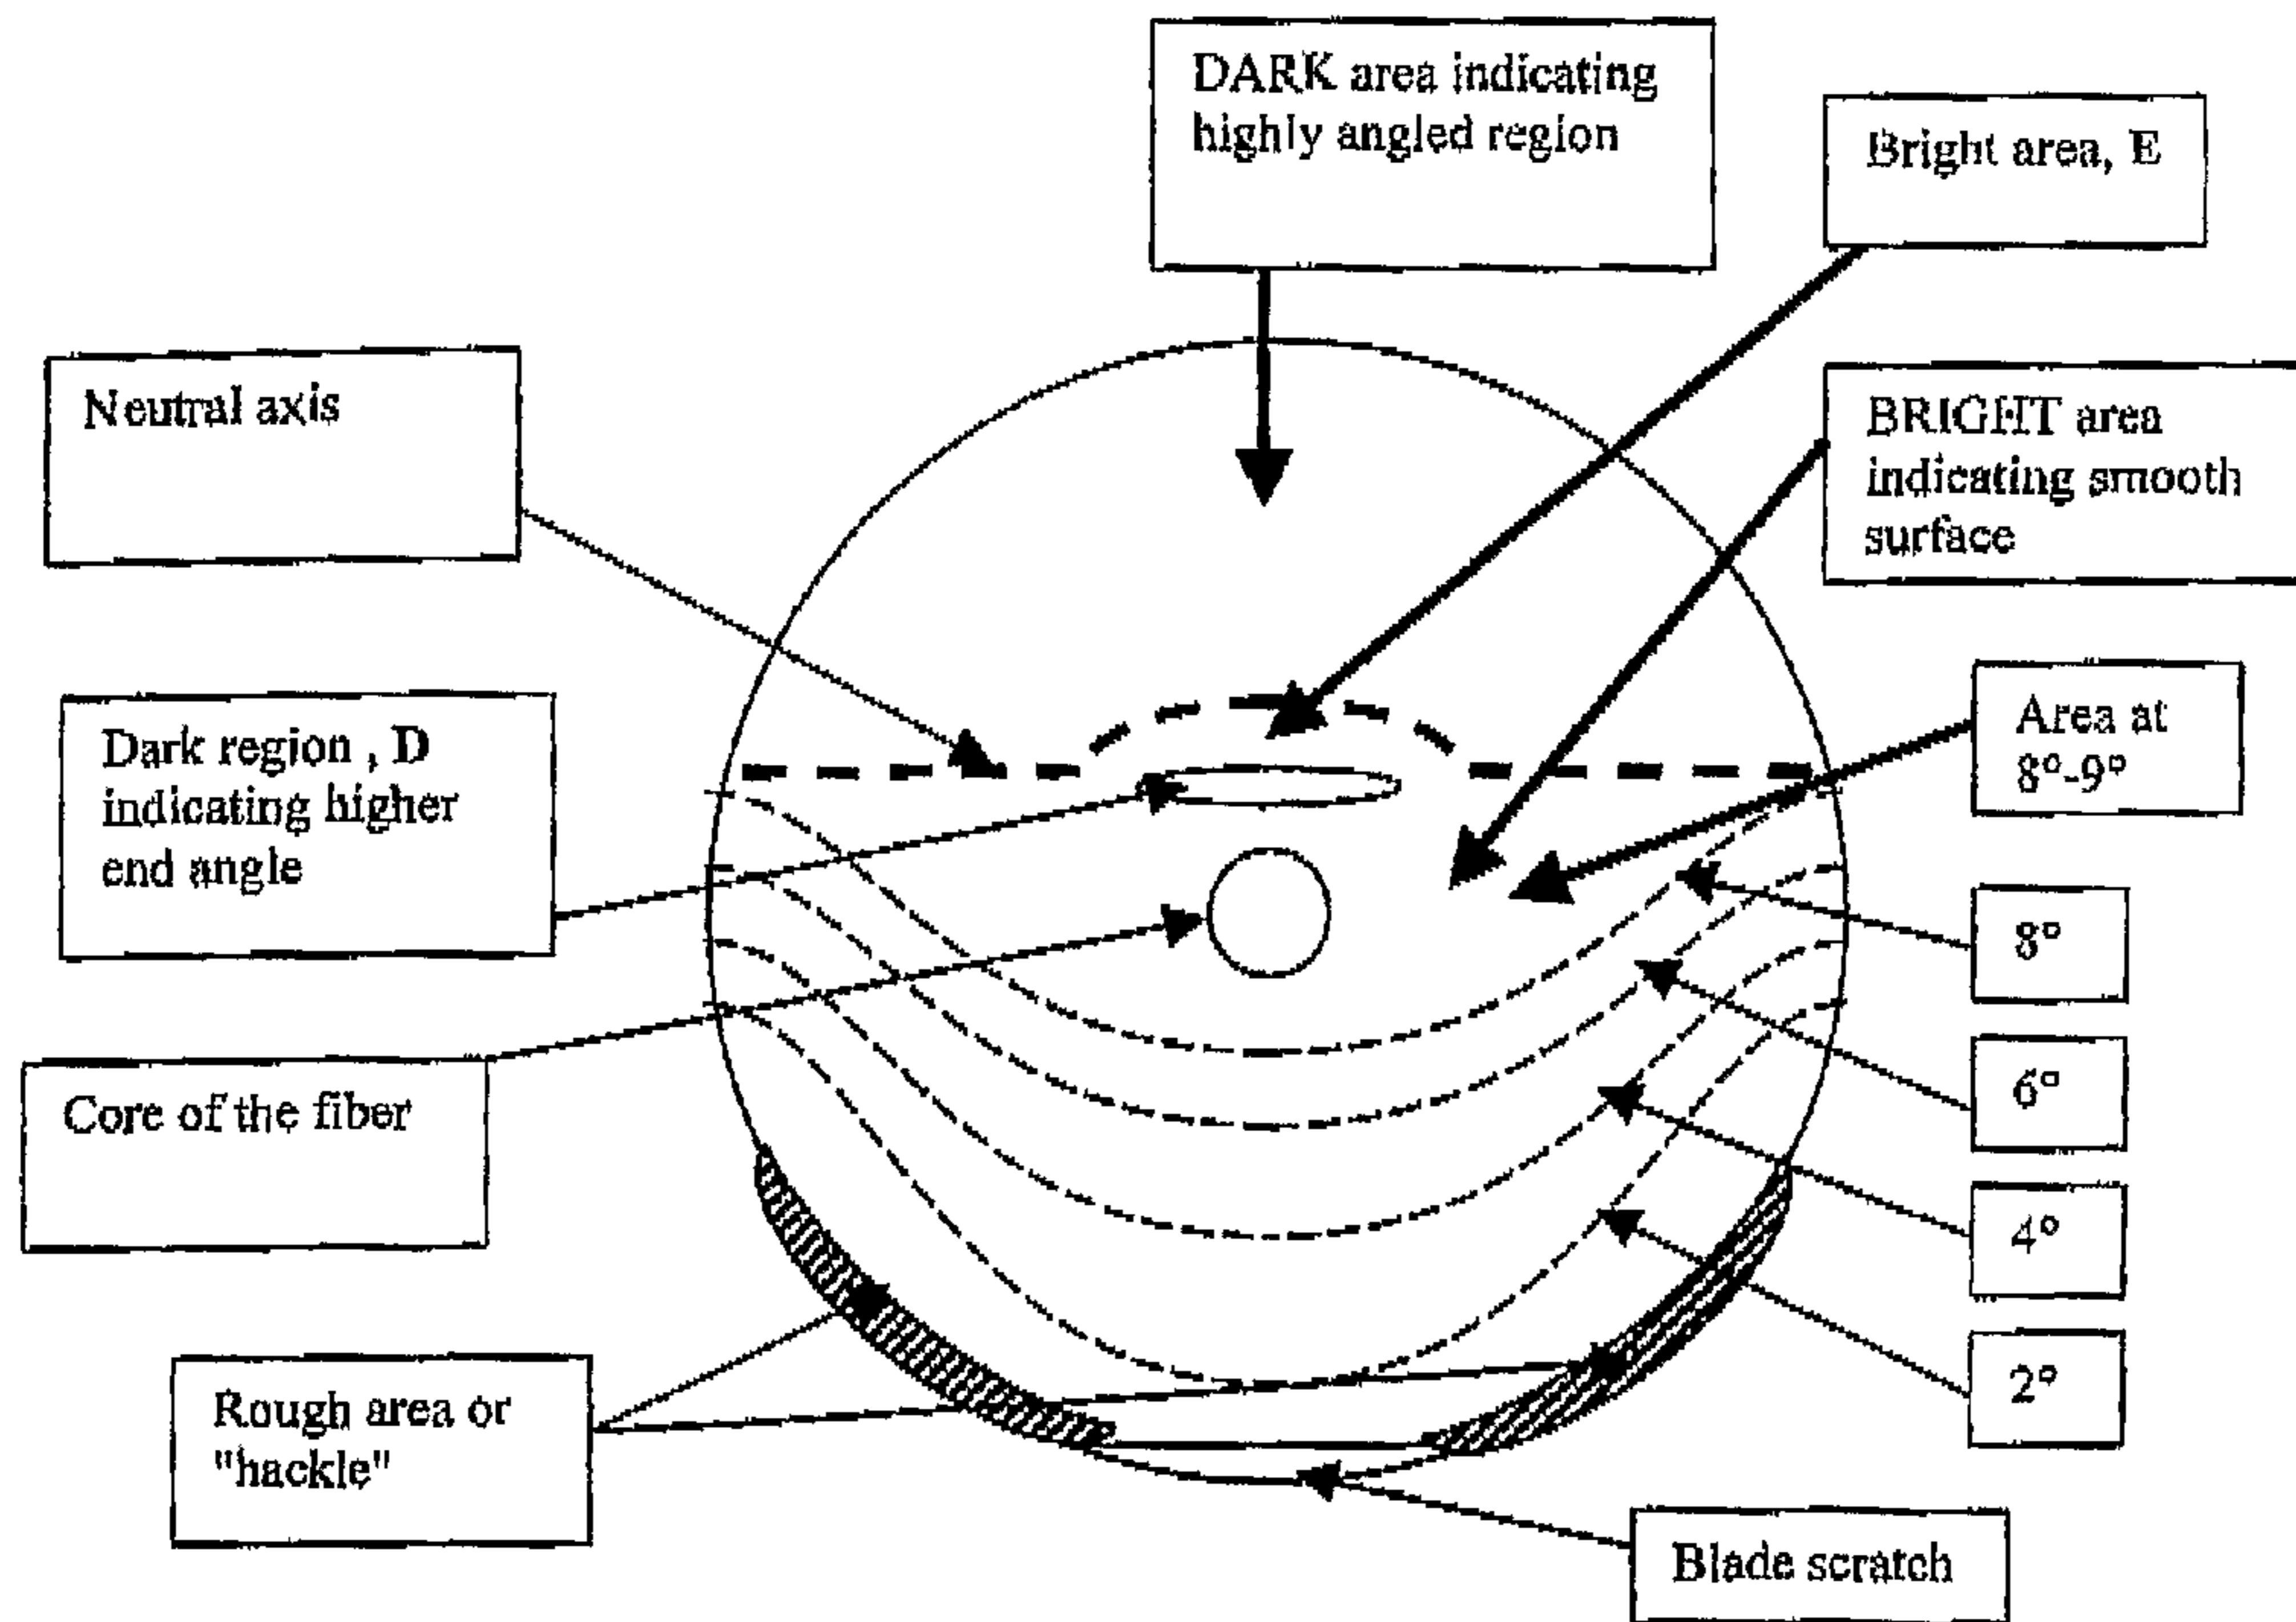 DARK area indicating
highly angled region
Bright area, E
Neutral axis
BRIGHT area
indicating smooth
surface
Dark region , D
indicating higher
end angle
Area at
8°-9°
8°
Core of the fiber
6°
4°
2°
Rough area or
"hackle"
Blade scratch